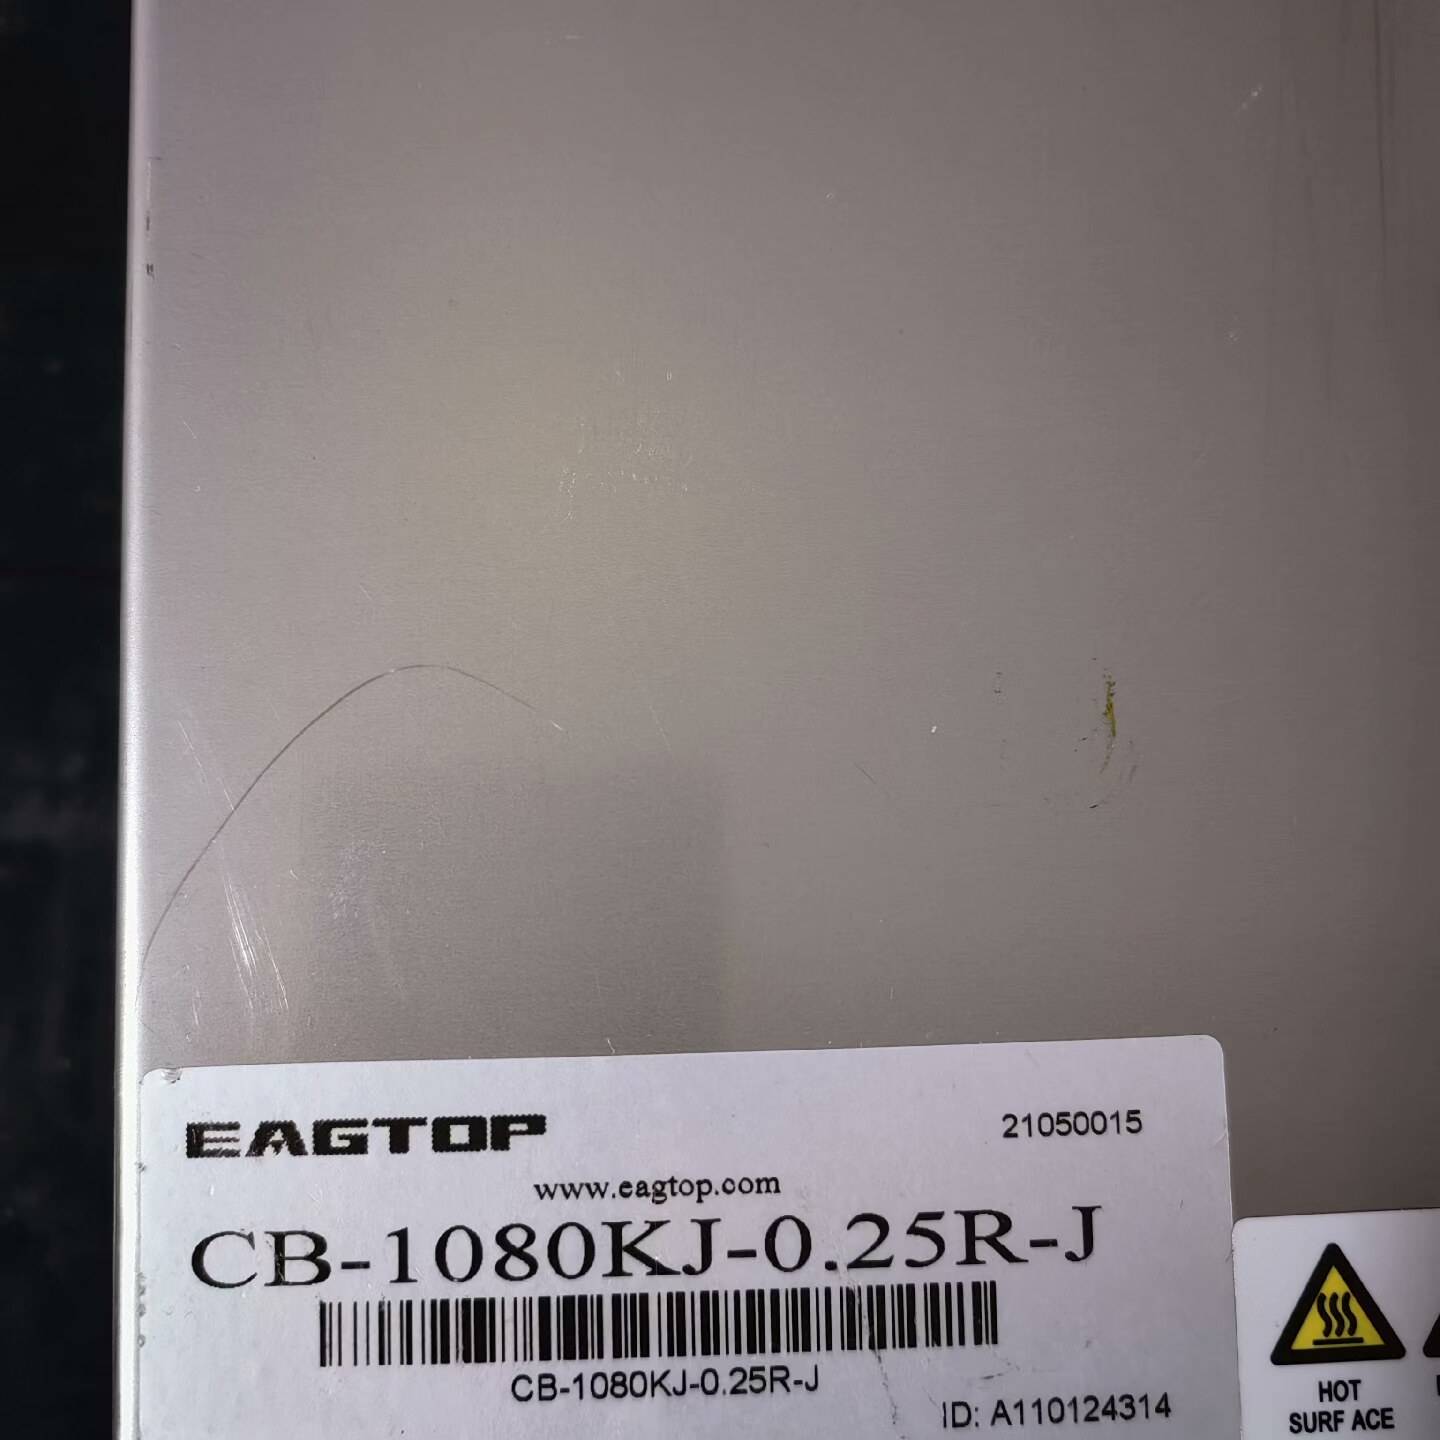 EAGTOP
21050015
www.eagtop.com
CB-1080KJ-0.25R-J
CB-1080KJ-0.25R-J
ID: A110124314
HOT
SURF ACE